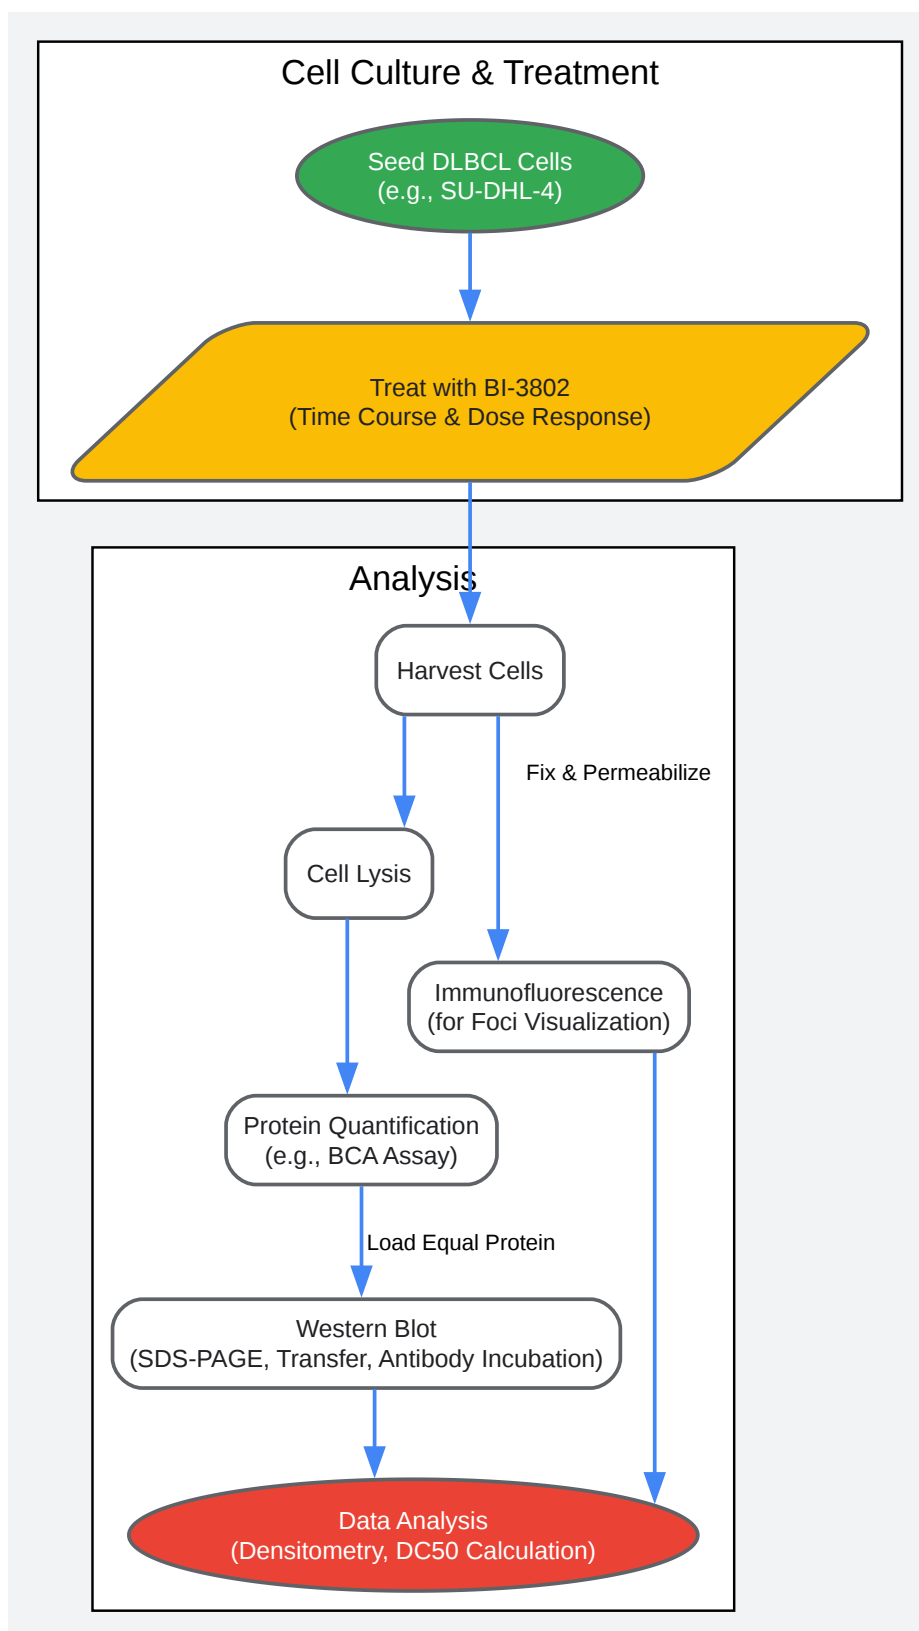 Cell Culture & Treatment
Seed DLBCL Cells
(e.g., SU-DHL-4)
Treat with BI-3802
(Time Course & Dose Response)
Analysis
Harvest Cells
Fix & Permeabilize
Cell Lysis
Immunofluorescence
(for Foci Visualization)
Protein Quantification
(e.g., BCA Assay)
Load Equal Protein
Western Blot
(SDS-PAGE, Transfer, Antibody Incubation)
Data Analysis
(Densitometry, DC50 Calculation)